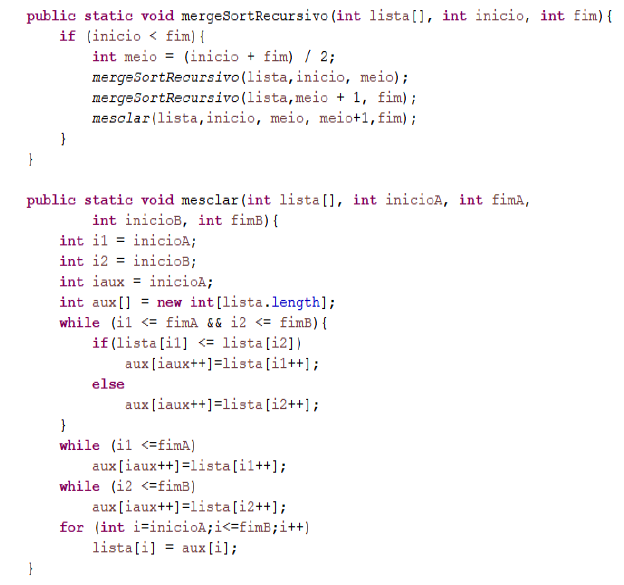 public static void mergeSortRecursivo(int lista[], int inicio, int fim){
if (inicio < fim){
int meio = (inicio + fim) / 2;
mergeSortRecursivo(lista,inicio, meio);
mergeSortRecursivo(lista,meio + 1, fim);
mesclar(lista,inicio, meio, meio+1,fim);
}
}
public static void mesclar(int lista[], int inicioA, int fimA,
int inicioB, int fimB){
int i1 = inicioA;
int i2 = inicioB;
int iaux = inicioA;
int aux[] = new int[lista.length];
while (i1 <= fimA && i2 <= fimB){
if(lista[i1] <= lista[i2])
aux[iaux++]=lista[i1++];
else
aux[iaux++]=lista[i2++];
}
while (i1 <=fimA)
aux[iaux++]=lista[i1++];
while (i2 <=fimB)
aux[iaux++]=lista[i2++];
for (int i=inicioA;i<=fimB;i++)
lista[i] = aux[i];
}